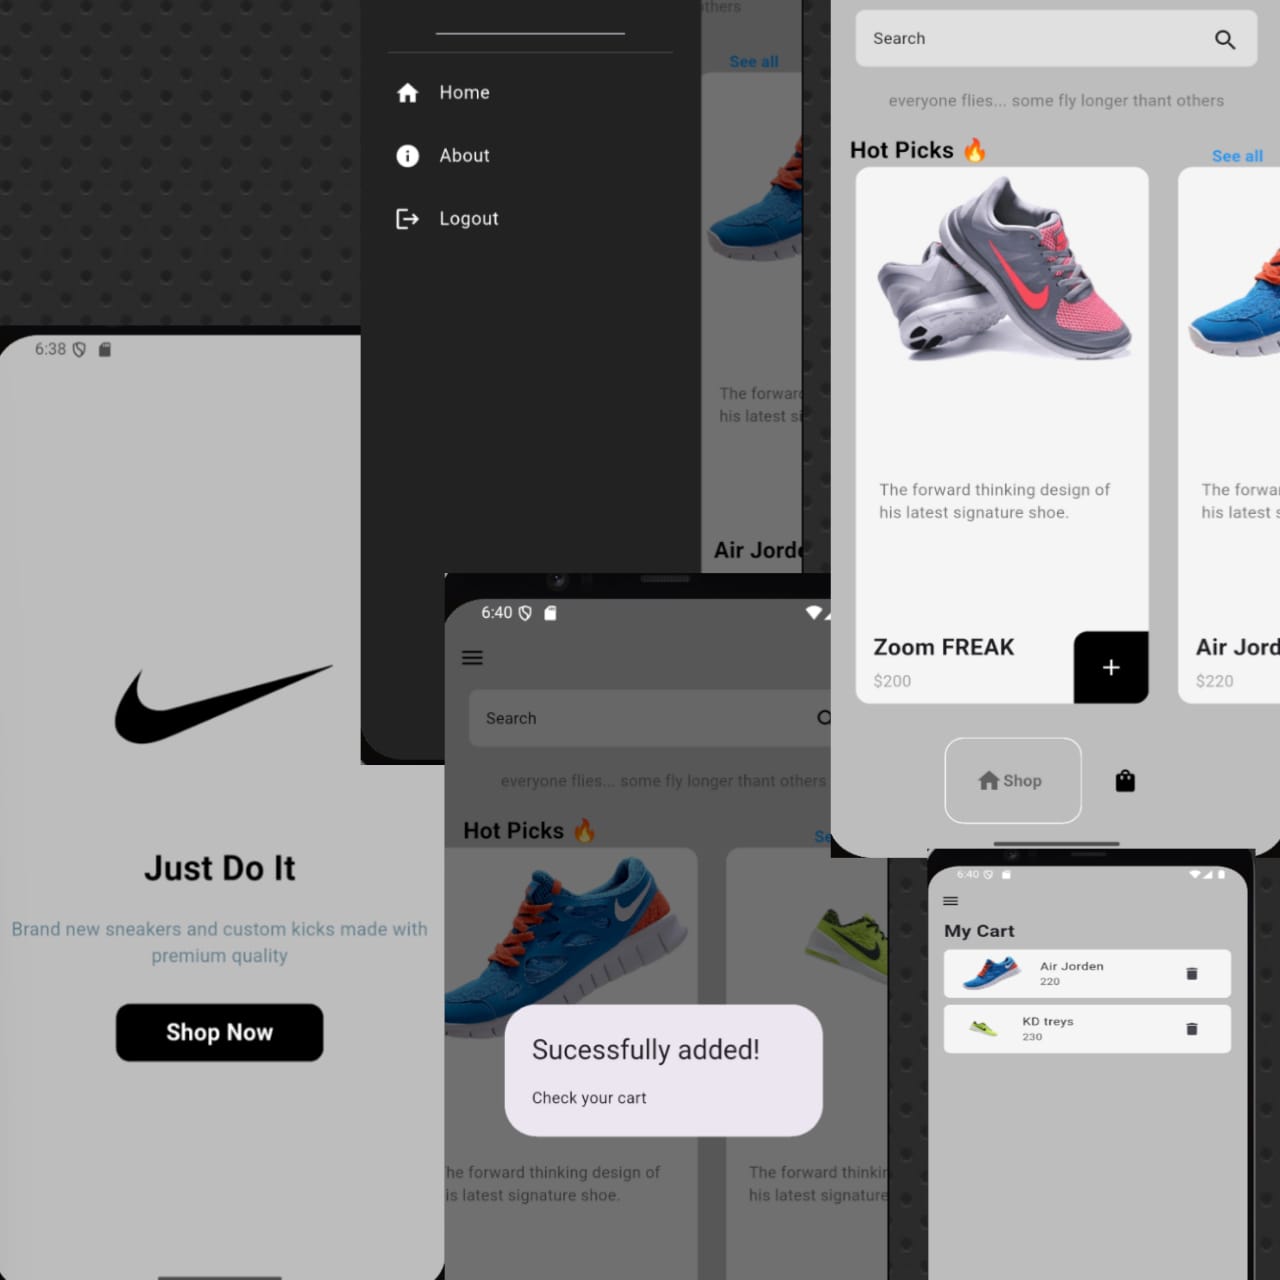 6:38
Just Do It
Brand new sneakers and custom kicks made with
premium quality
Shop Now
Home
About
Logout
thers
See all
The forward
his latest
Air Jorde
6:40
Search
everyone flies... some fly longer thant others
Hot Picks 🔥
Se
Sucessfully added!
Check your cart
he forward thinking design of
is latest signature shoe.
The forward thinkin
his latest signature
Search
everyone flies... some fly longer thant others
Hot Picks 🔥
See all
The forward thinking design of
his latest signature shoe.
Zoom FREAK
$200
+
The forwa
his latest s
Air Jord
$220
Shop
6:40
My Cart
Air Jorden
220
KD treys
230